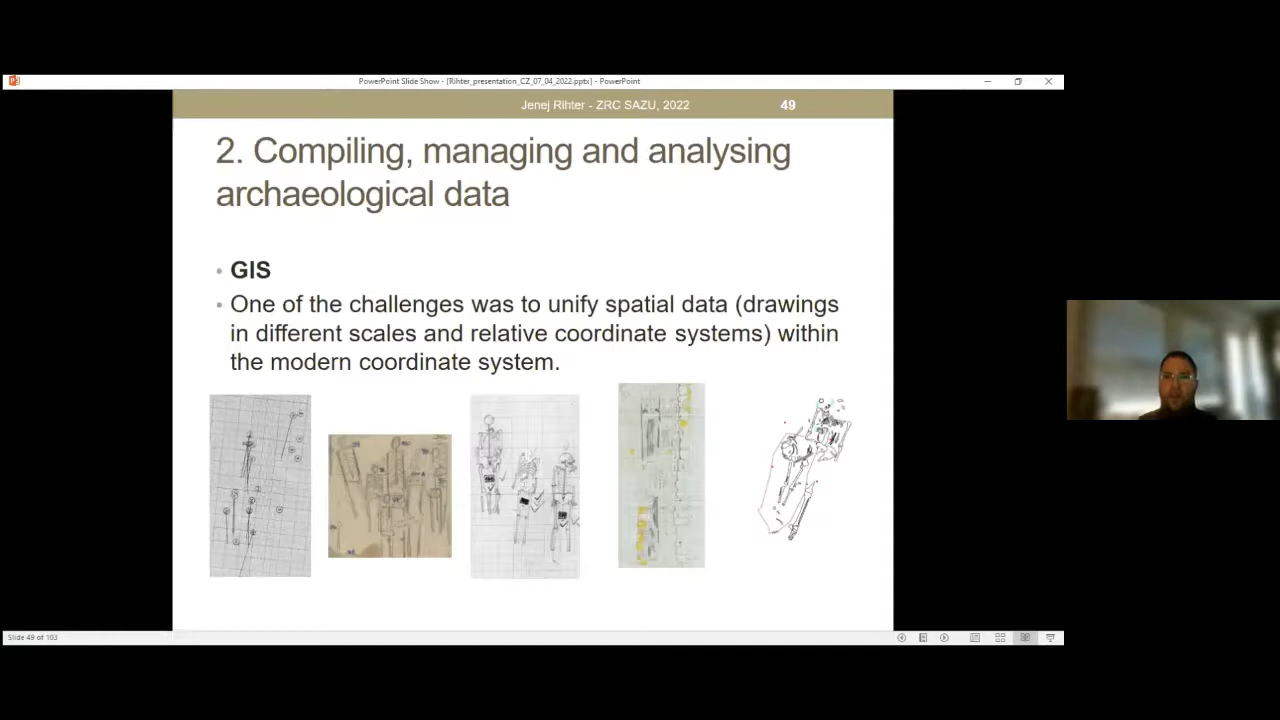 PowerPoint Slide Show - [Rihter_presentation_CZ_07_04_2022.pptx] - PowerPoint
Jenej Rihter - ZRC SAZU, 2022
49
2. Compiling, managing and analysing
archaeological data
• GIS
• One of the challenges was to unify spatial data (drawings
in different scales and relative coordinate systems) within
the modern coordinate system.
Slide 49 of 103